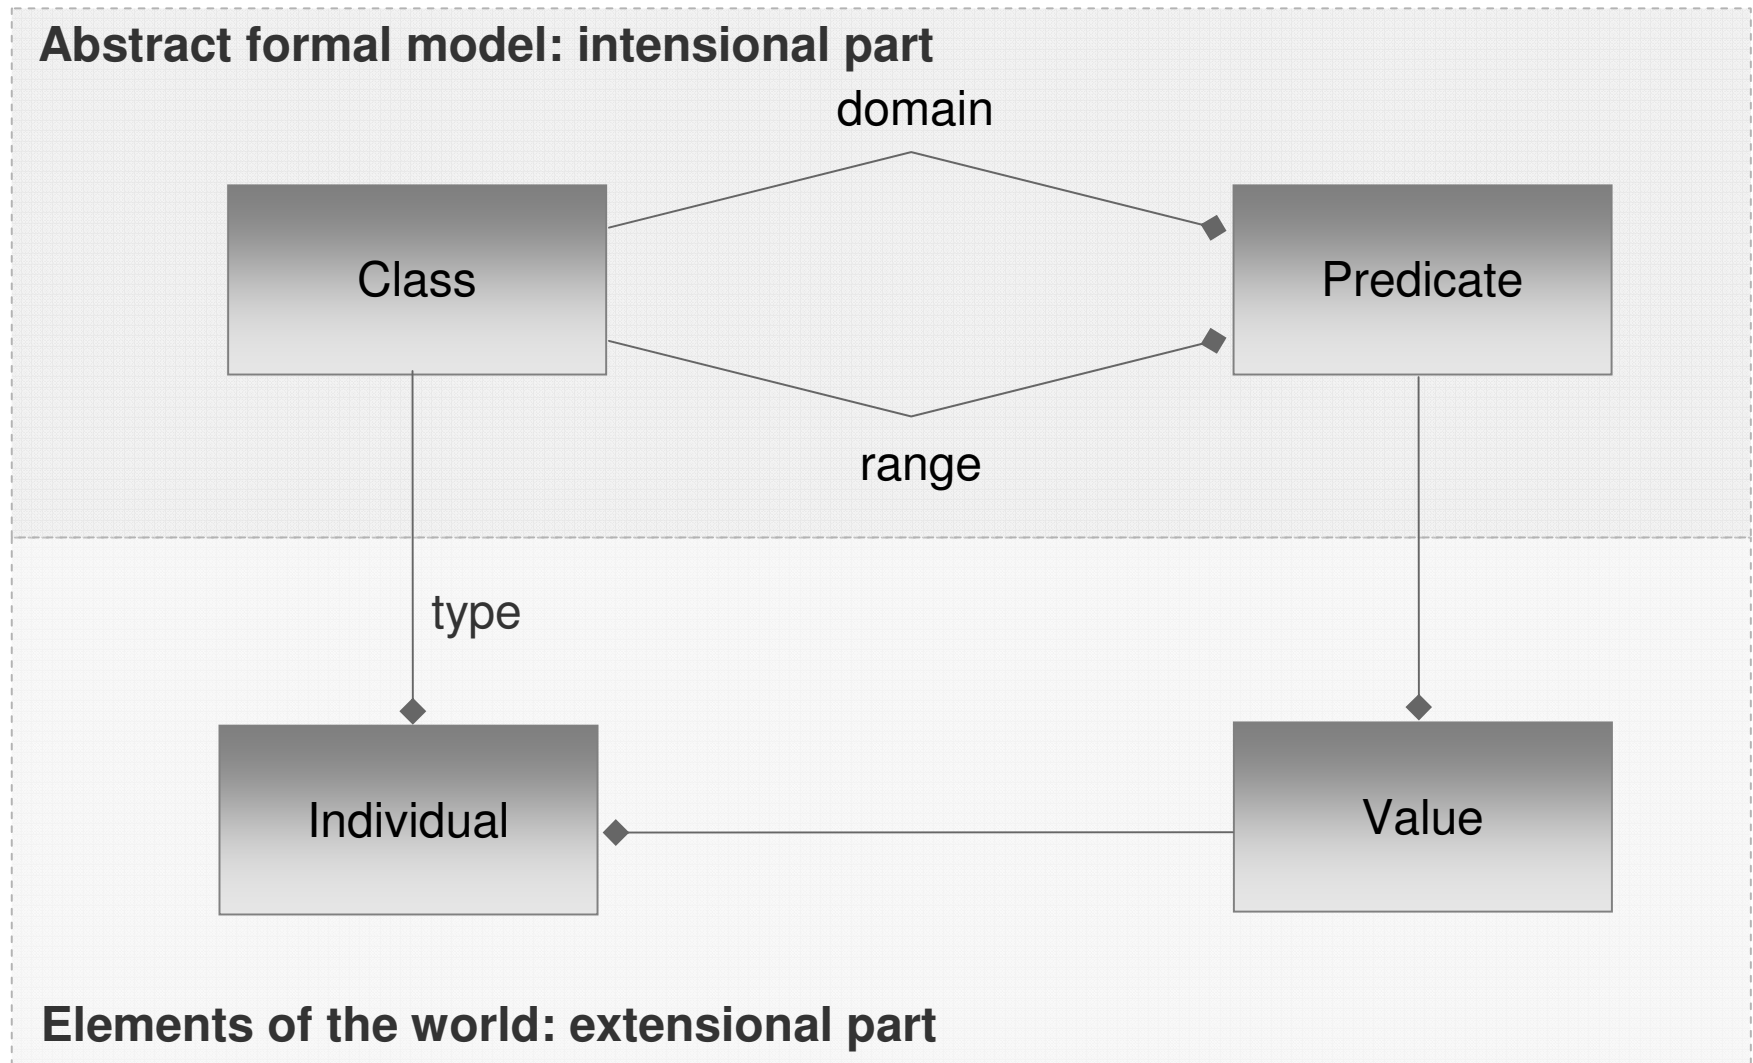 Abstract formal model: intensional part
domain
Class
Predicate
range
type
Individual
Value
Elements of the world: extensional part